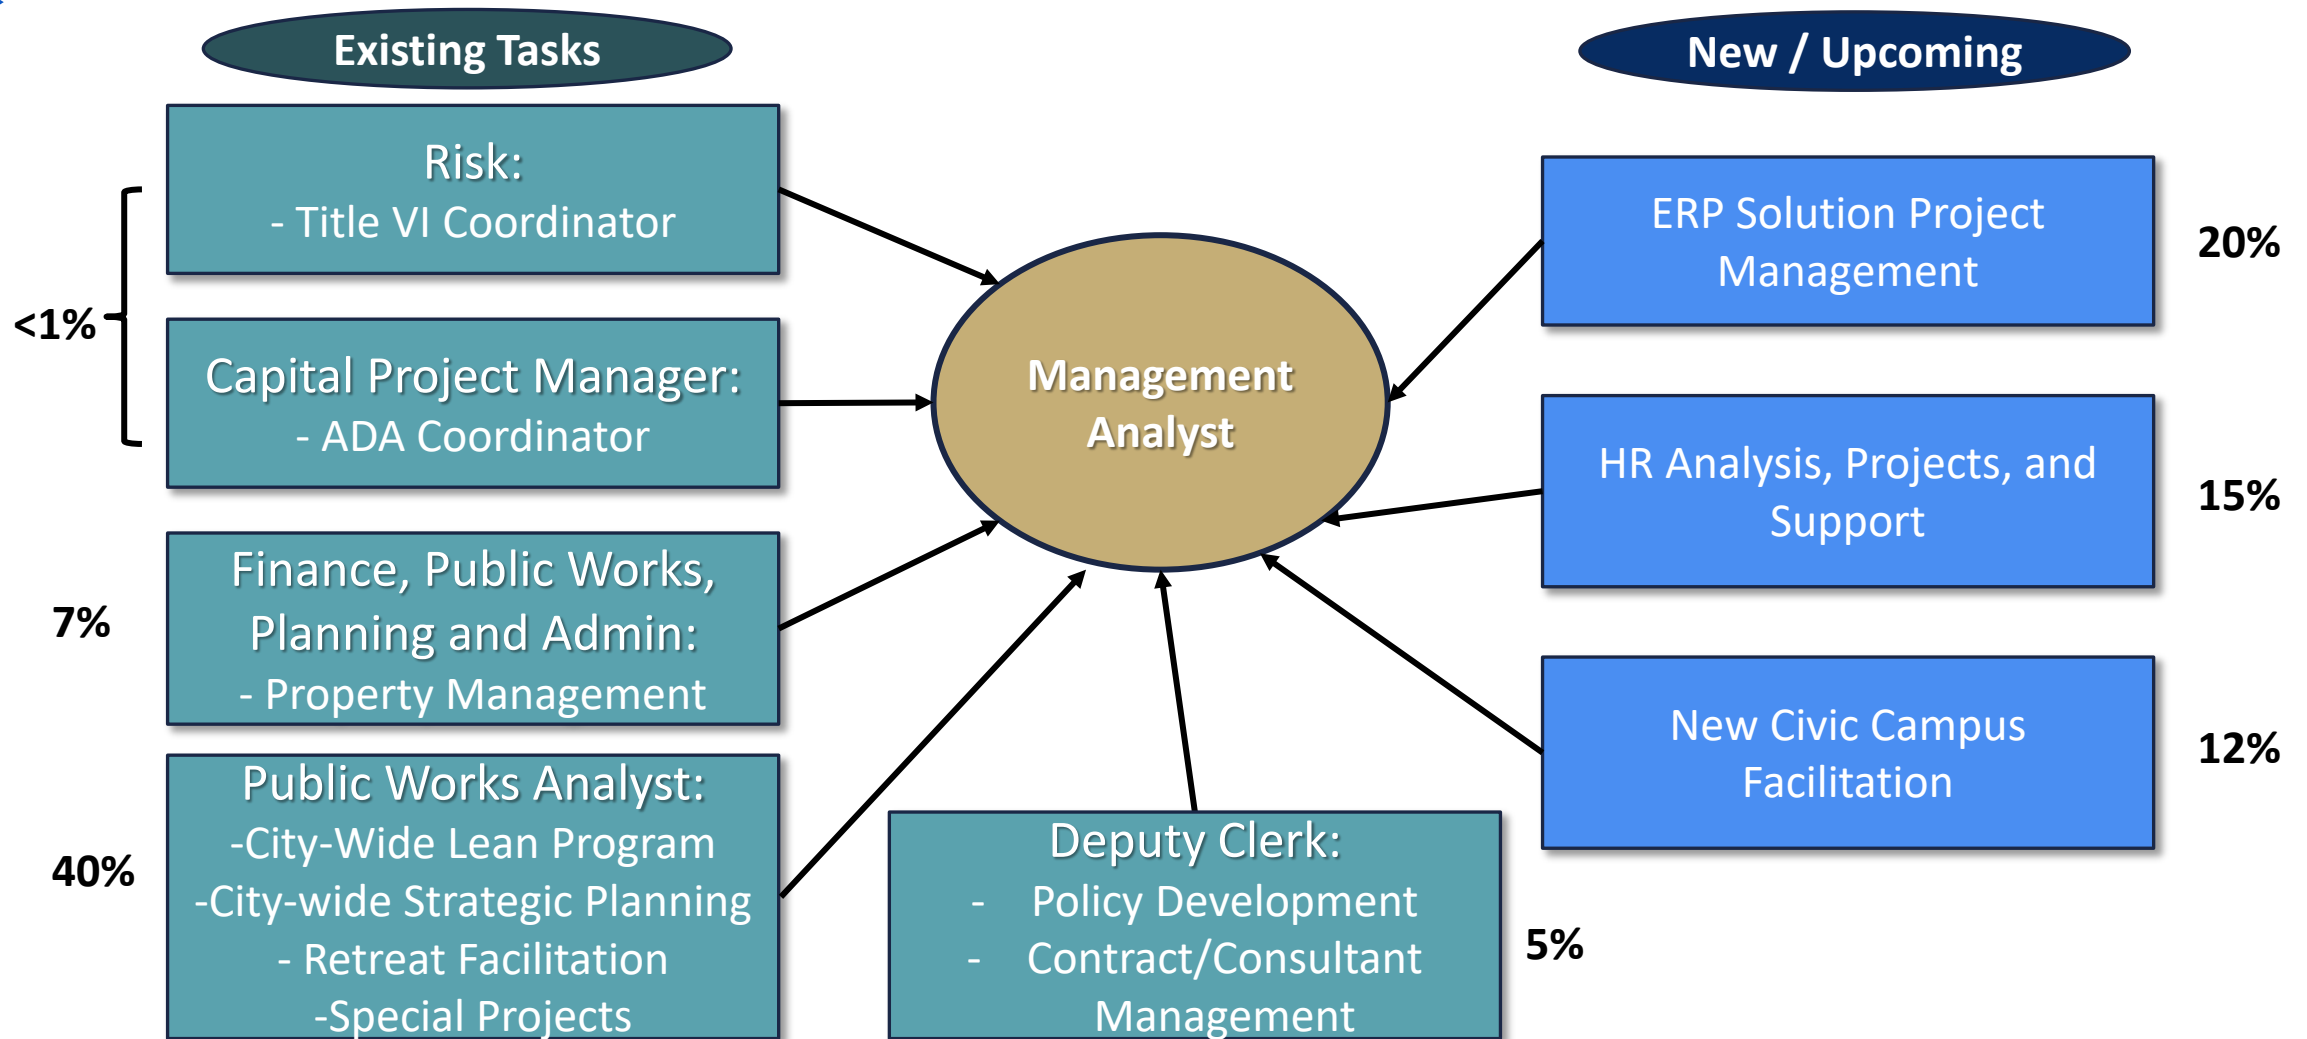 Existing Tasks
Risk:
- Title VI Coordinator
<1%
Capital Project Manager:
- ADA Coordinator
Finance, Public Works,
Planning and Admin:
- Property Management
7%
Public Works Analyst:
-City-Wide Lean Program
-City-wide Strategic Planning
- Retreat Facilitation
-Special Projects
40%
Management
Analyst
Deputy Clerk:
- Policy Development
- Contract/Consultant
Management
5%
New / Upcoming
ERP Solution Project
Management
20%
HR Analysis, Projects, and
Support
15%
New Civic Campus
Facilitation
12%